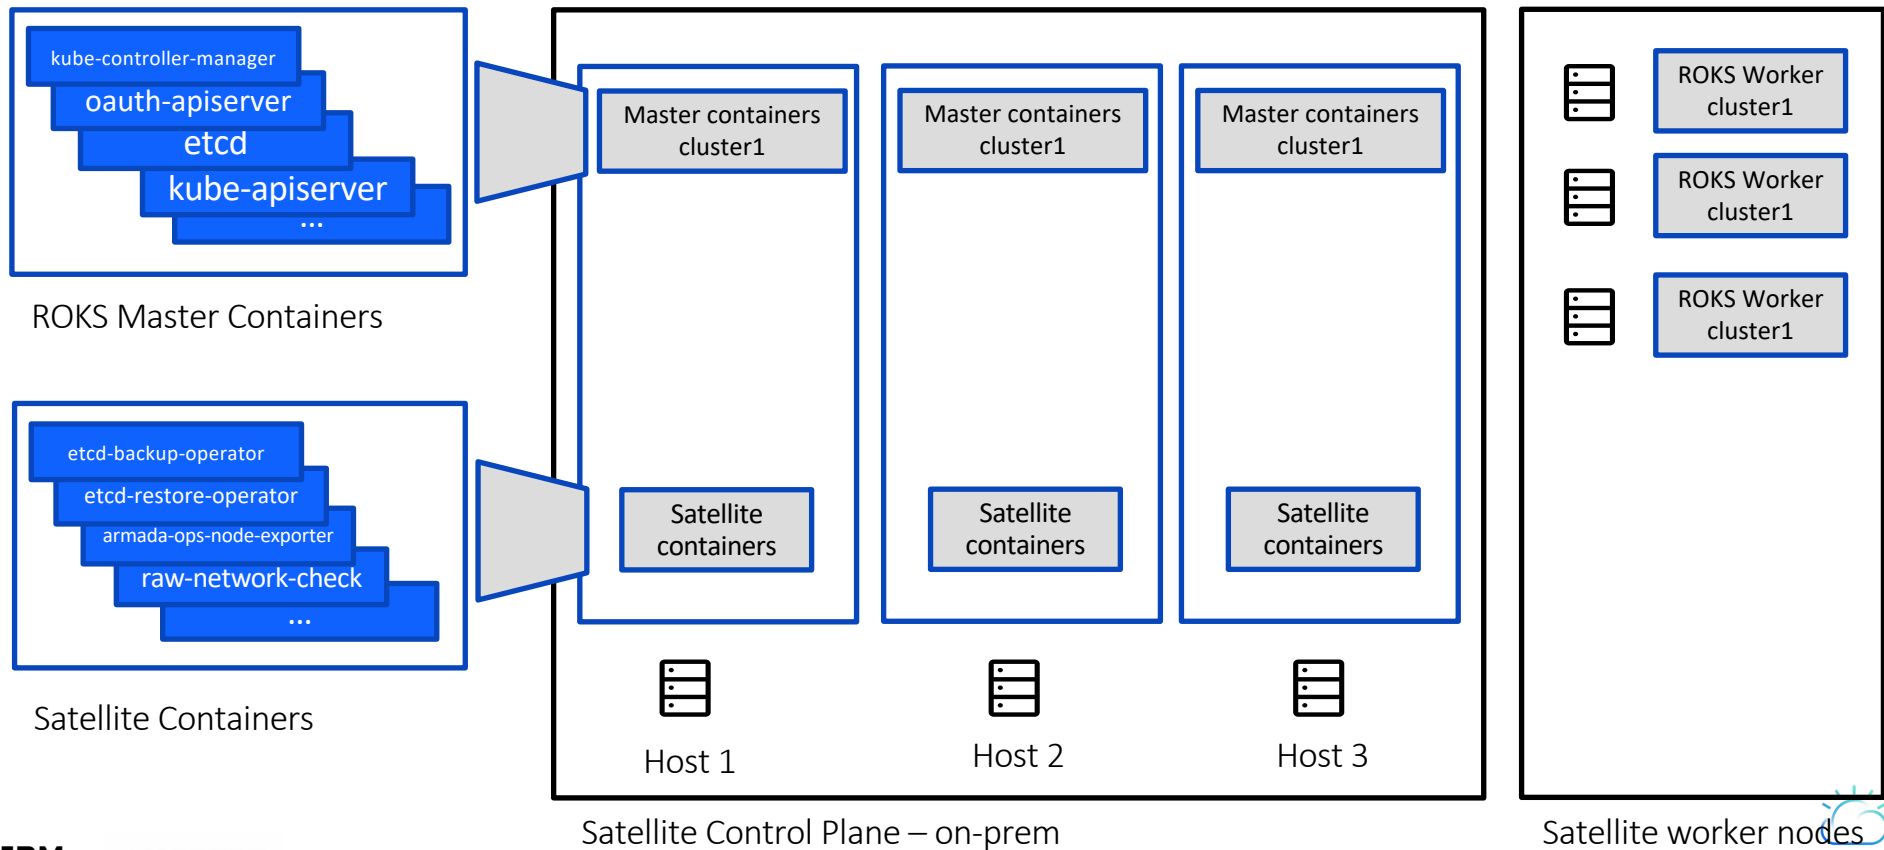 kube-controller-manager
oauth-apiserver
etcd
kube-apiserver
...
ROKS Master Containers
etcd-backup-operator
etcd-restore-operator
armada-ops-node-exporter
raw-network-check
...
Satellite Containers
Master containers
cluster1
Master containers
cluster1
Master containers
cluster1
Satellite
containers
Satellite
containers
Satellite
containers
Host 1
Host 2
Host 3
Satellite Control Plane – on-prem
ROKS Worker
cluster1
ROKS Worker
cluster1
ROKS Worker
cluster1
Satellite worker nodes
IBM